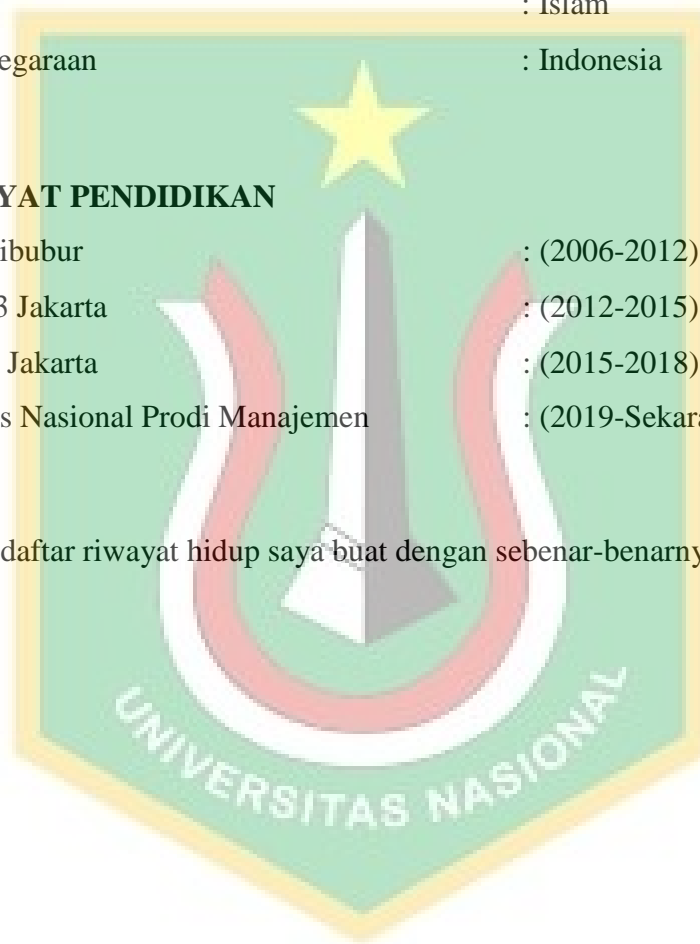 : Islam
egaraan : Indonesia
YAT PENDIDIKAN
ibubur : (2006-2012)
3 Jakarta : (2012-2015)
Jakarta : (2015-2018)
s Nasional Prodi Manajemen : (2019-Sekara
daftar riwayat hidup saya buat dengan sebenar-benarny
UNIVERSITAS NASIONAL